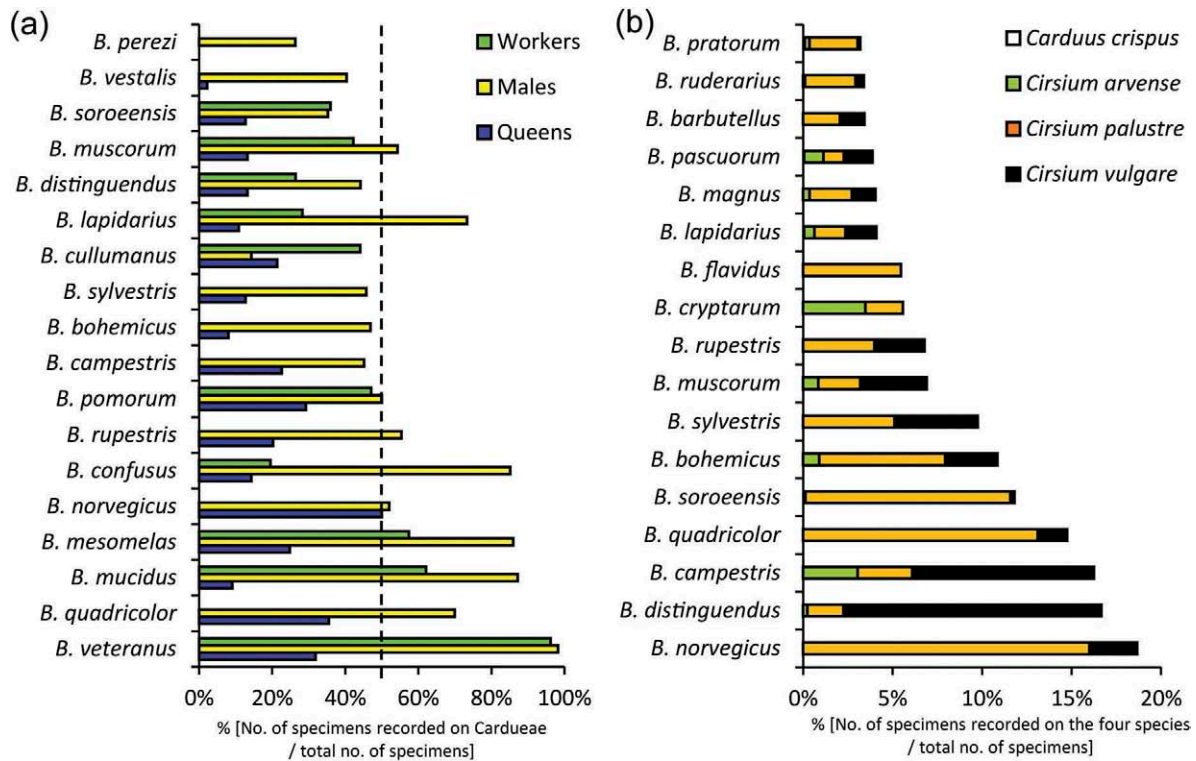 (a)
B. perezi
B. vestalis
B. soroeensis
B. muscorum
B. distinguendus
B. lapidarius
B. cullumanus
B. sylvestris
B. bohemicus
B. campestris
B. pomorum
B. rupestris
B. confusus
B. norvegicus
B. mesomelas
B. mucidus
B. quadricolor
B. veteranus
Workers
Males
Queens
0% 20% 40% 60% 80% 100%
% [No. of specimens recorded on Cardueae
/ total no. of specimens]
(b)
B. pratorum
B. ruderarius
B. barbutellus
B. pascuorum
B. magnus
B. lapidarius
B. flavidus
B. cryptarum
B. rupestris
B. muscorum
B. sylvestris
B. bohemicus
B. soroeensis
B. quadricolor
B. campestris
B. distinguendus
B. norvegicus
Carduus crispus
Cirsium arvense
Cirsium palustre
Cirsium vulgare
0% 5% 10% 15% 20%
% [No. of specimens recorded on the four species
/ total no. of specimens]